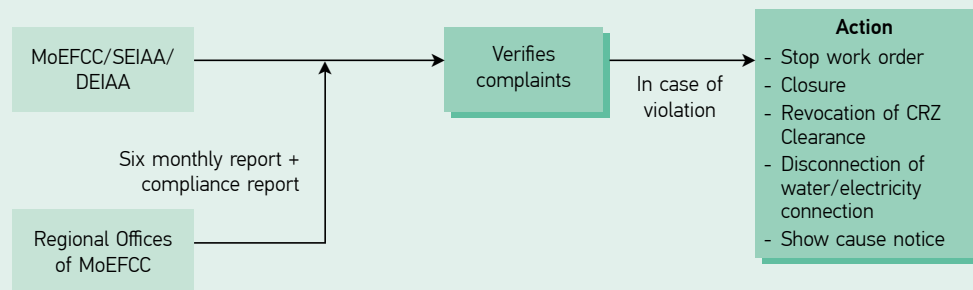 MoEFCC/SEIAA/
DEIAA
Six monthly report +
compliance report
Regional Offices
of MoEFCC
Verifies
complaints
In case of
violation
Action
- Stop work order
- Closure
- Revocation of CRZ
Clearance
- Disconnection of
water/electricity
connection
- Show cause notice